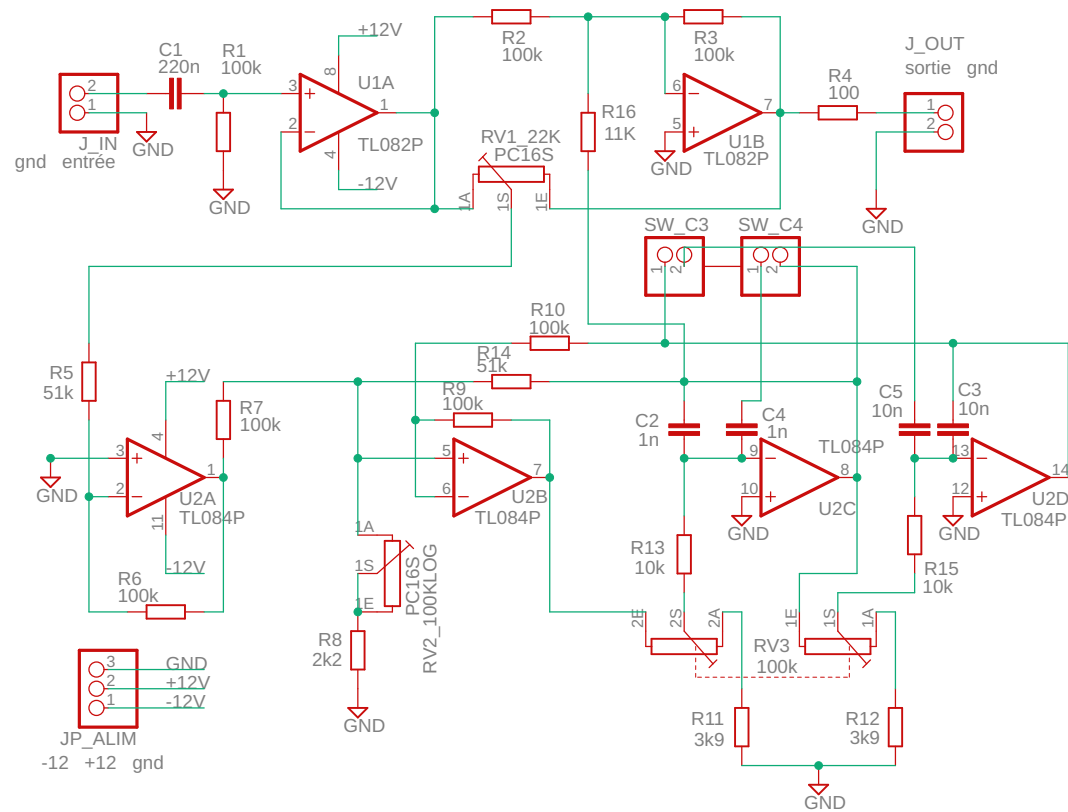 +12V
R2
100k
R3
100k
C1
220n
R1
100k
J_OUT
sortie gnd
8
U1A
R4
100
2
1
3
+
2
−
1
4
TL082P
-12V
J_IN
gnd entrée
GND
GND
RV1_22K
PC16S
1A
1S
1E
R16
11K
6
−
5
+
7
GND
U1B
TL082P
1
2
GND
SW_C3
SW_C4
1
2
1
2
R10
100k
R14
51k
R5
51k
+12V
R7
100k
R9
100k
C2
1n
C4
1n
C5
10n
C3
10n
4
3
+
2
−
1
GND
U2A
TL084P
11
-12V
5
+
6
−
7
U2B
TL084P
TL084P
9
−
10
+
8
GND
U2C
13
−
12
+
14
GND
U2D
TL084P
R6
100k
1A
1S
1E
PC16S
RV2_100KLOG
R13
10k
R15
10k
2E
2S
2A
1E
1S
1A
RV3
100k
R8
2k2
GND
3
GND
2
+12V
1
-12V
JP_ALIM
-12 +12 gnd
R11
3k9
R12
3k9
GND